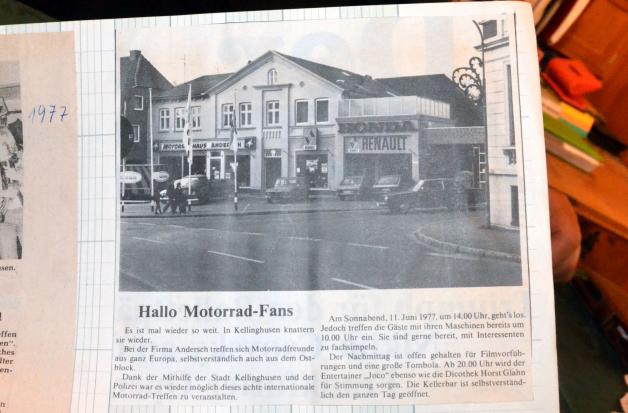 1977
HONDA
RENAULT
Hallo Motorrad-Fans
Es ist mal wieder so weit. In Kellinghusen knattern
sie wieder.
Bei der Firma Andersch treffen sich Motorradfreunde
aus ganz Europa, selbstverständlich auch aus dem Ost-
block.
Dank der Mithilfe der Stadt Kellinghusen und der
Polizei war es wieder möglich dieses achte internationale
Motorrad-Treffen zu veranstalten.
Am Sonnabend, 11. Juni 1977, um 14.00 Uhr, geht's los.
Jedoch treffen die Gäste mit ihren Maschinen bereits um
10.00 Uhr ein. Sie sind gerne bereit, mit Interessenten
zu fachsimpeln.
Der Nachmittag ist offen gehalten für Filmvorfüh-
rungen und eine große Tombola. Ab 20.00 Uhr wird der
Entertainer „Joco" ebenso wie die Dicothek Horst Glahn
für Stimmung sorgen. Die Kellerbar ist selbstverständ-
lich den ganzen Tag geöffnet.